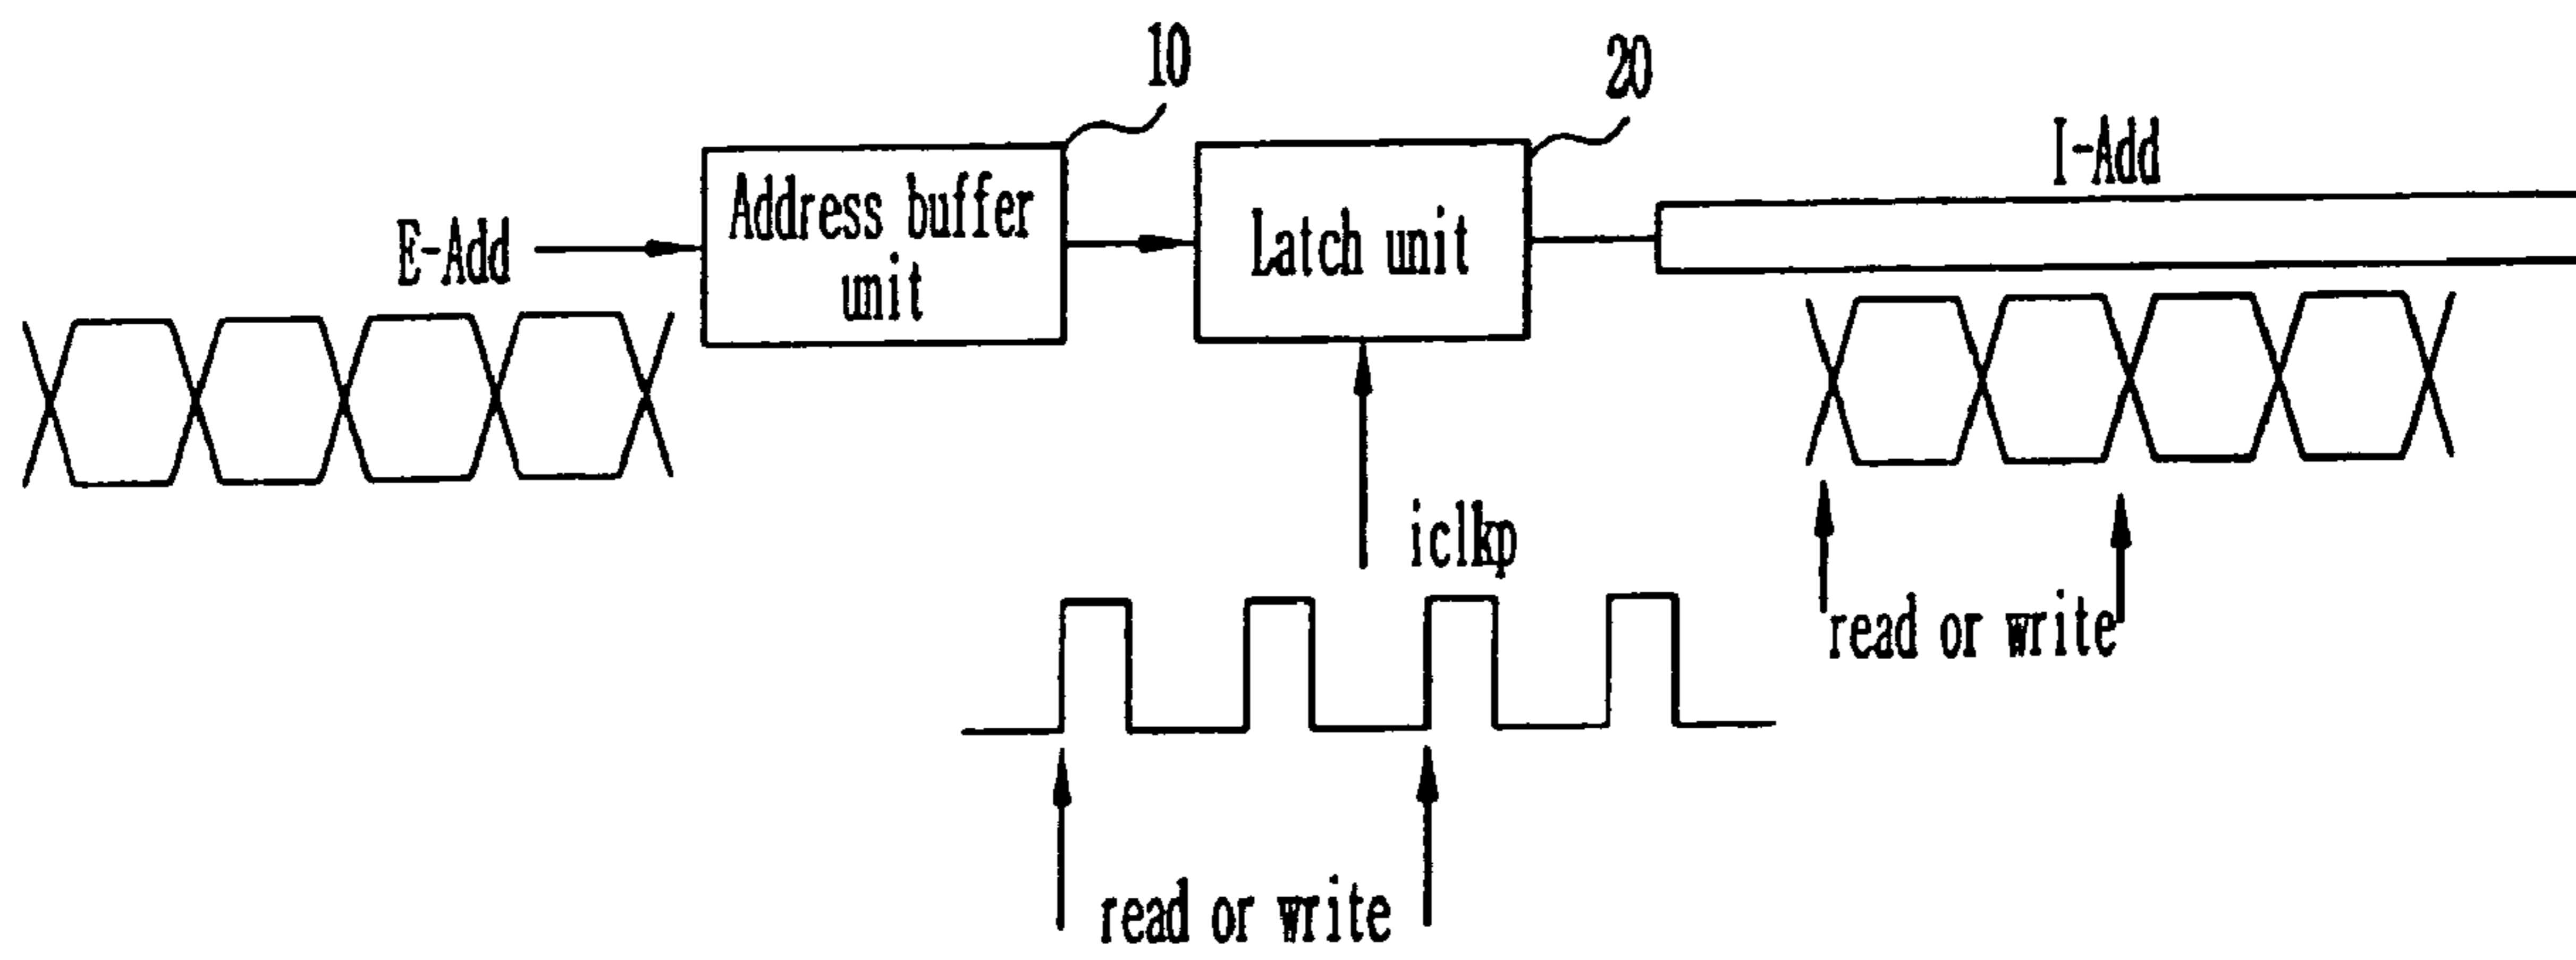 10
20
I-Add
E-Add
Address buffer
unit
Latch unit
iclkp
read or write
read or write